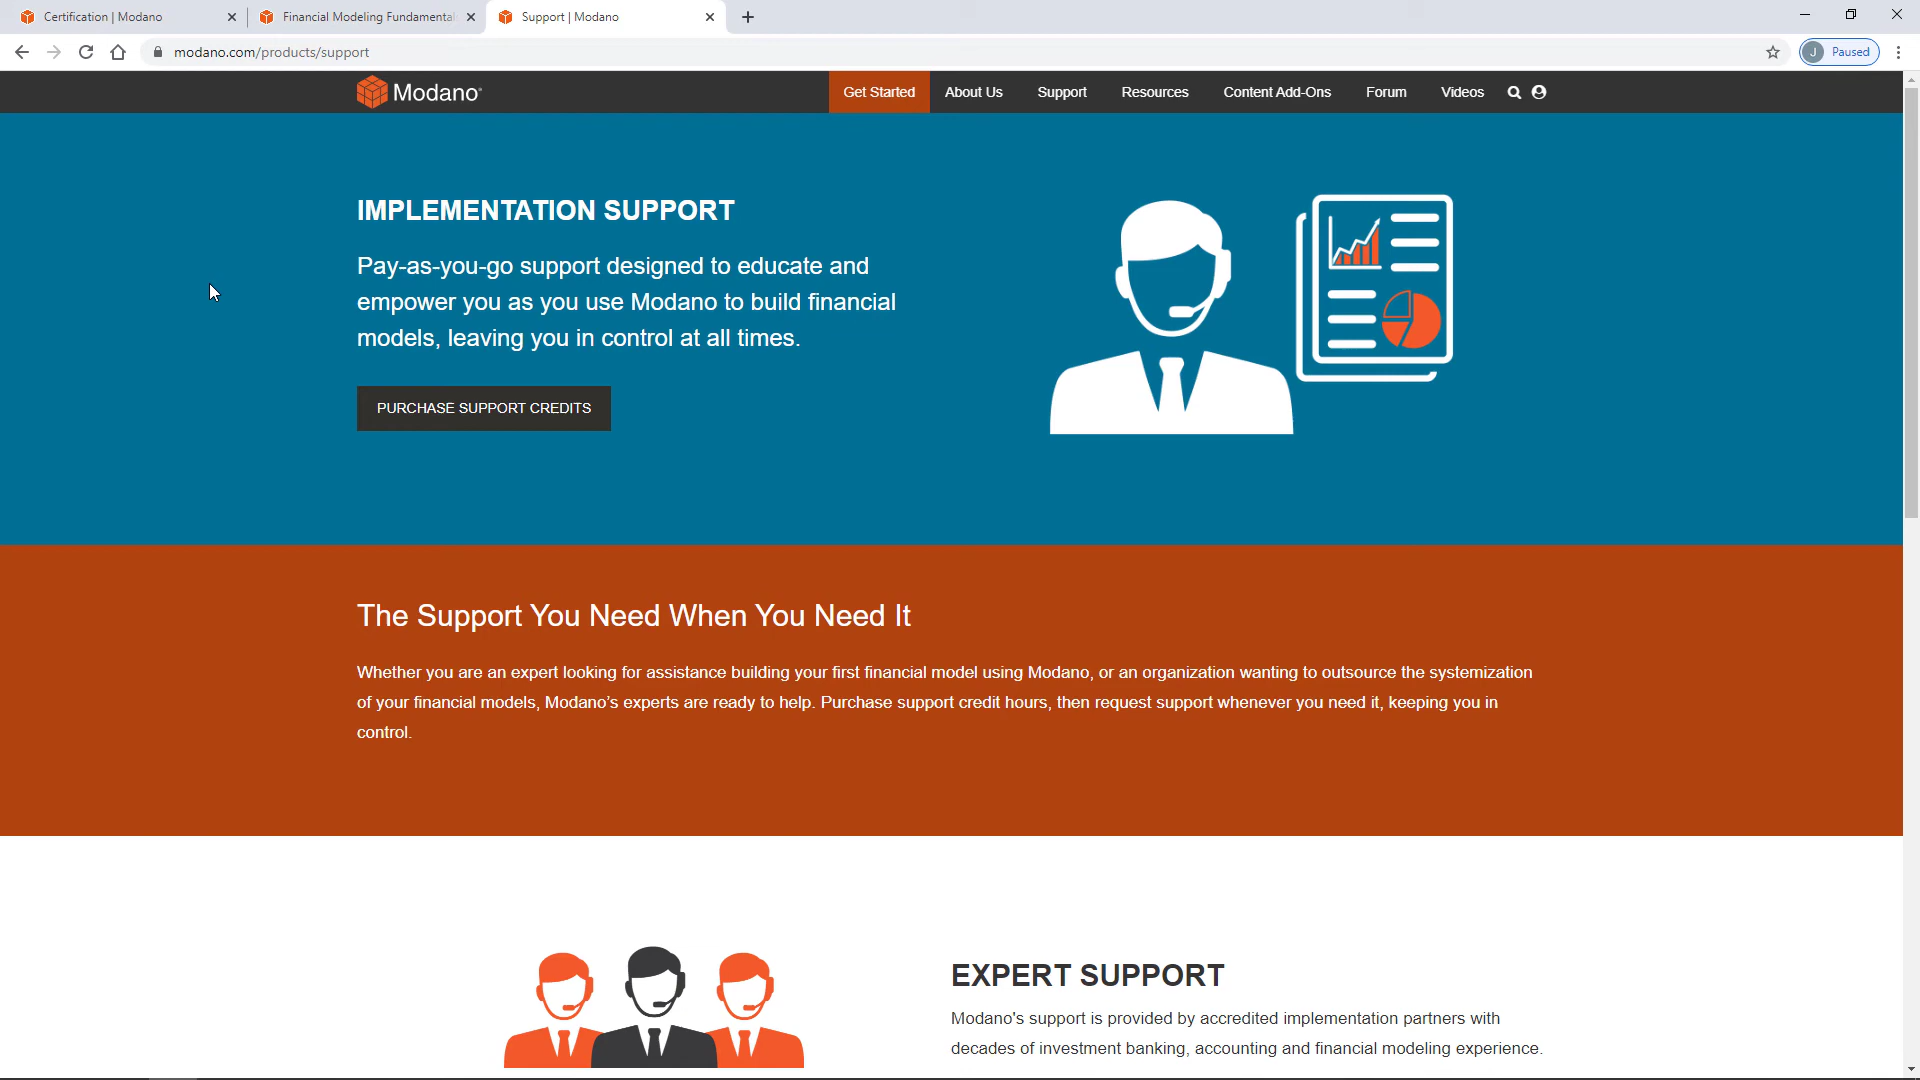 Certification | Modano
Financial Modeling Fundamental
Support | Modano
modano.com/products/support
J Paused
Modano
Get Started
About Us
Support
Resources
Content Add-Ons
Forum
Videos
IMPLEMENTATION SUPPORT
Pay-as-you-go support designed to educate and
empower you as you use Modano to build financial
models, leaving you in control at all times.
PURCHASE SUPPORT CREDITS
The Support You Need When You Need It
Whether you are an expert looking for assistance building your first financial model using Modano, or an organization wanting to outsource the systemization
of your financial models, Modano’s experts are ready to help. Purchase support credit hours, then request support whenever you need it, keeping you in
control.
EXPERT SUPPORT
Modano's support is provided by accredited implementation partners with
decades of investment banking, accounting and financial modeling experience.